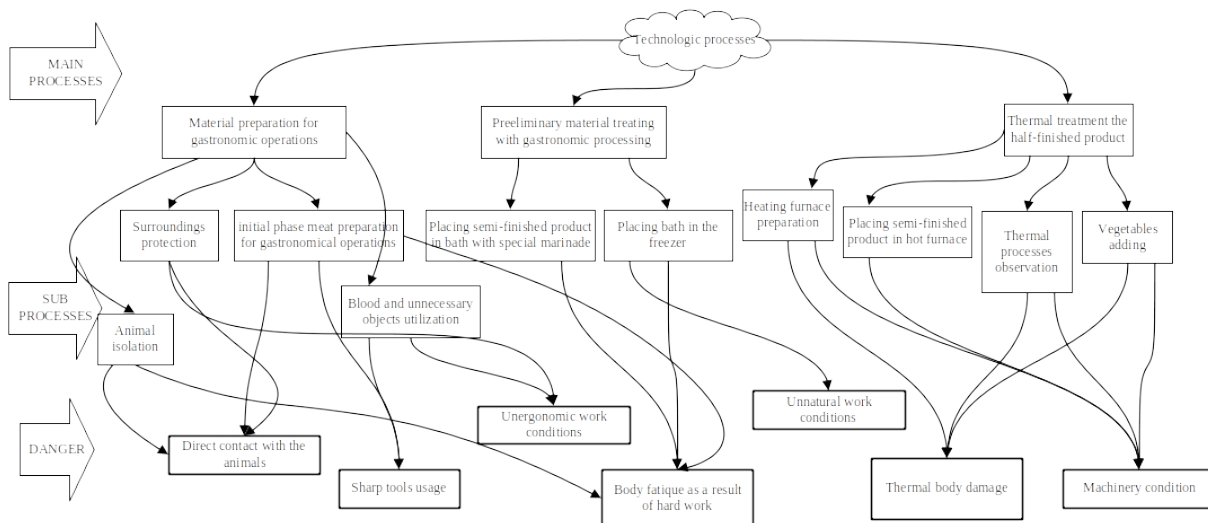 Technologic processes
MAIN
PROCESSES
Material preparation for
gastronomic operations
Preeliminary material treating
with gastronomic processing
Thermal treatment the
half-finished product
Surroundings
protection
initial phase meat preparation
for gastronomical operations
Placing semi-finished product
in bath with special marinade
Placing bath in the
freezer
Heating furnace
preparation
Placing semi-finished
product in hot furnace
Thermal
processes
observation
Vegetables
adding
SUB
PROCESSES
Animal
isolation
Blood and unnecessary
objects utilization
DANGER
Direct contact with the
animals
Sharp tools usage
Unergonomic work
conditions
Body fatique as a result
of hard work
Unnatural work
conditions
Thermal body damage
Machinery condition